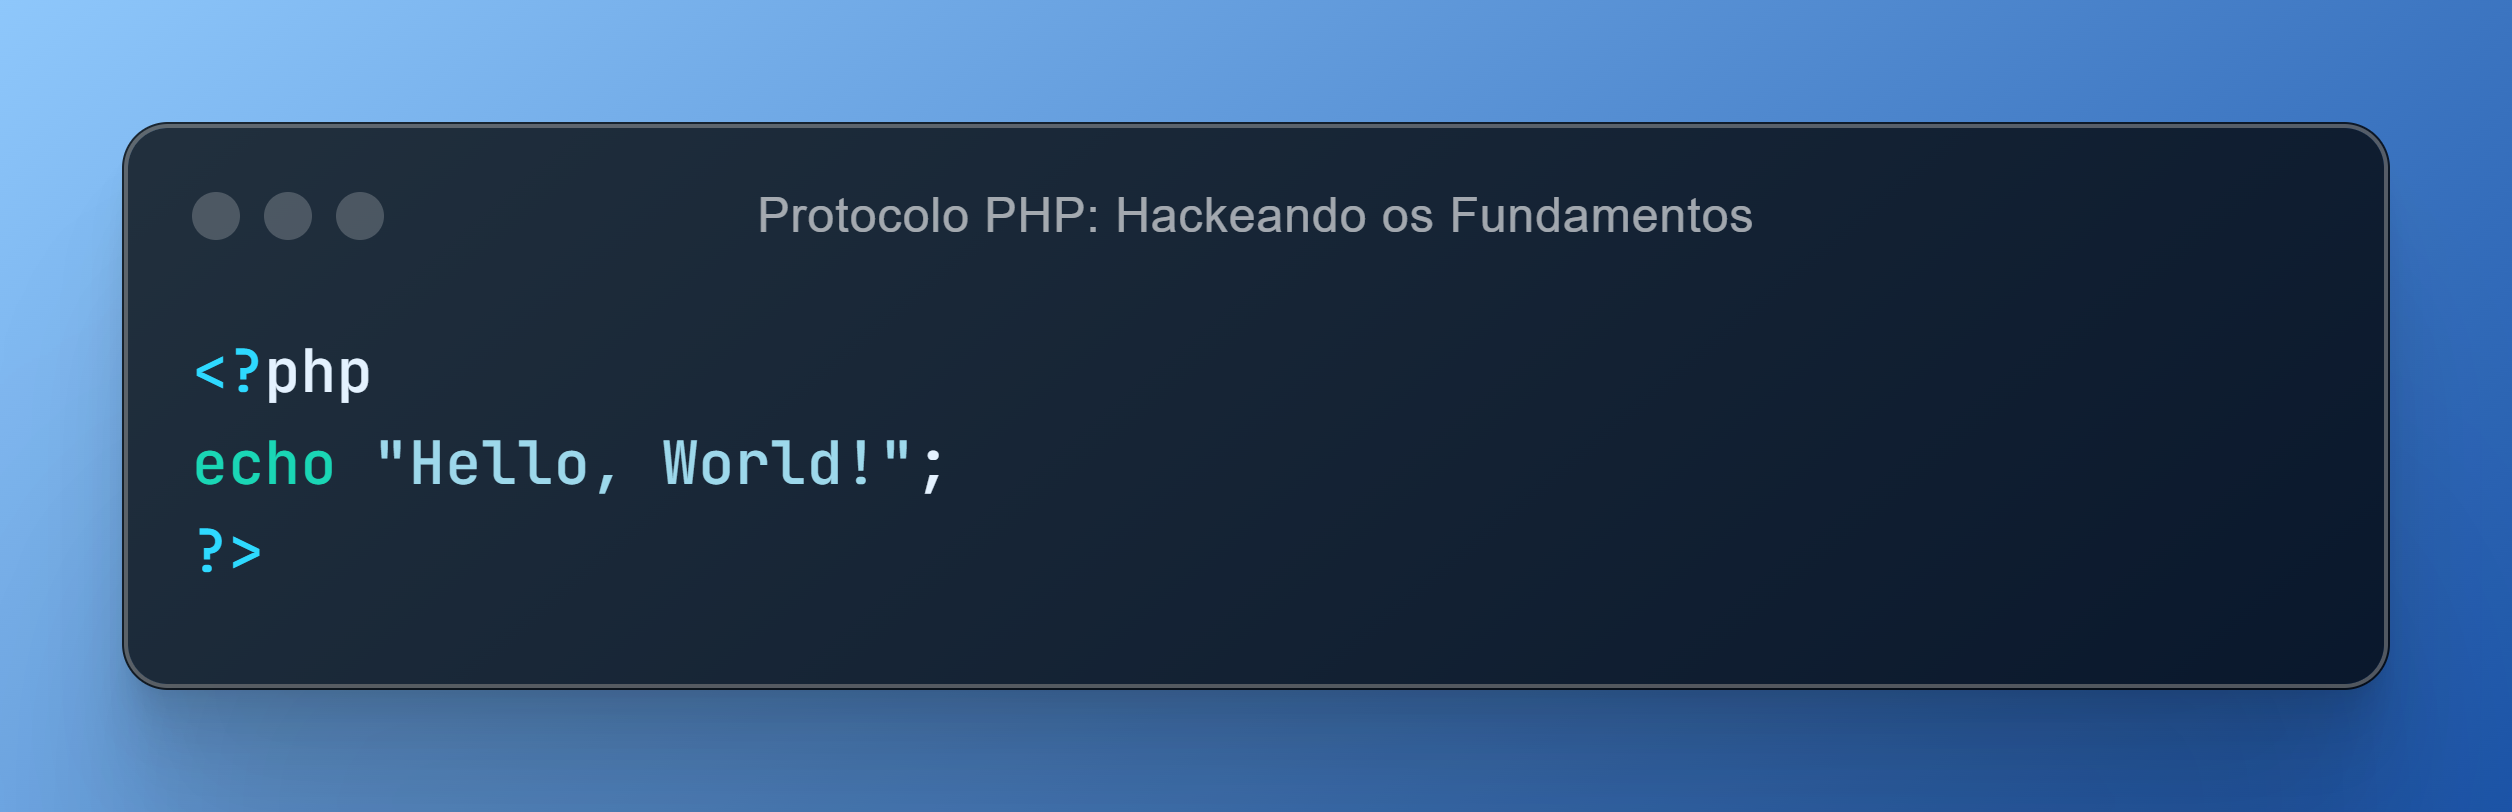 Protocolo PHP: Hackeando os Fundamentos
<?php
echo "Hello, World!";
?>